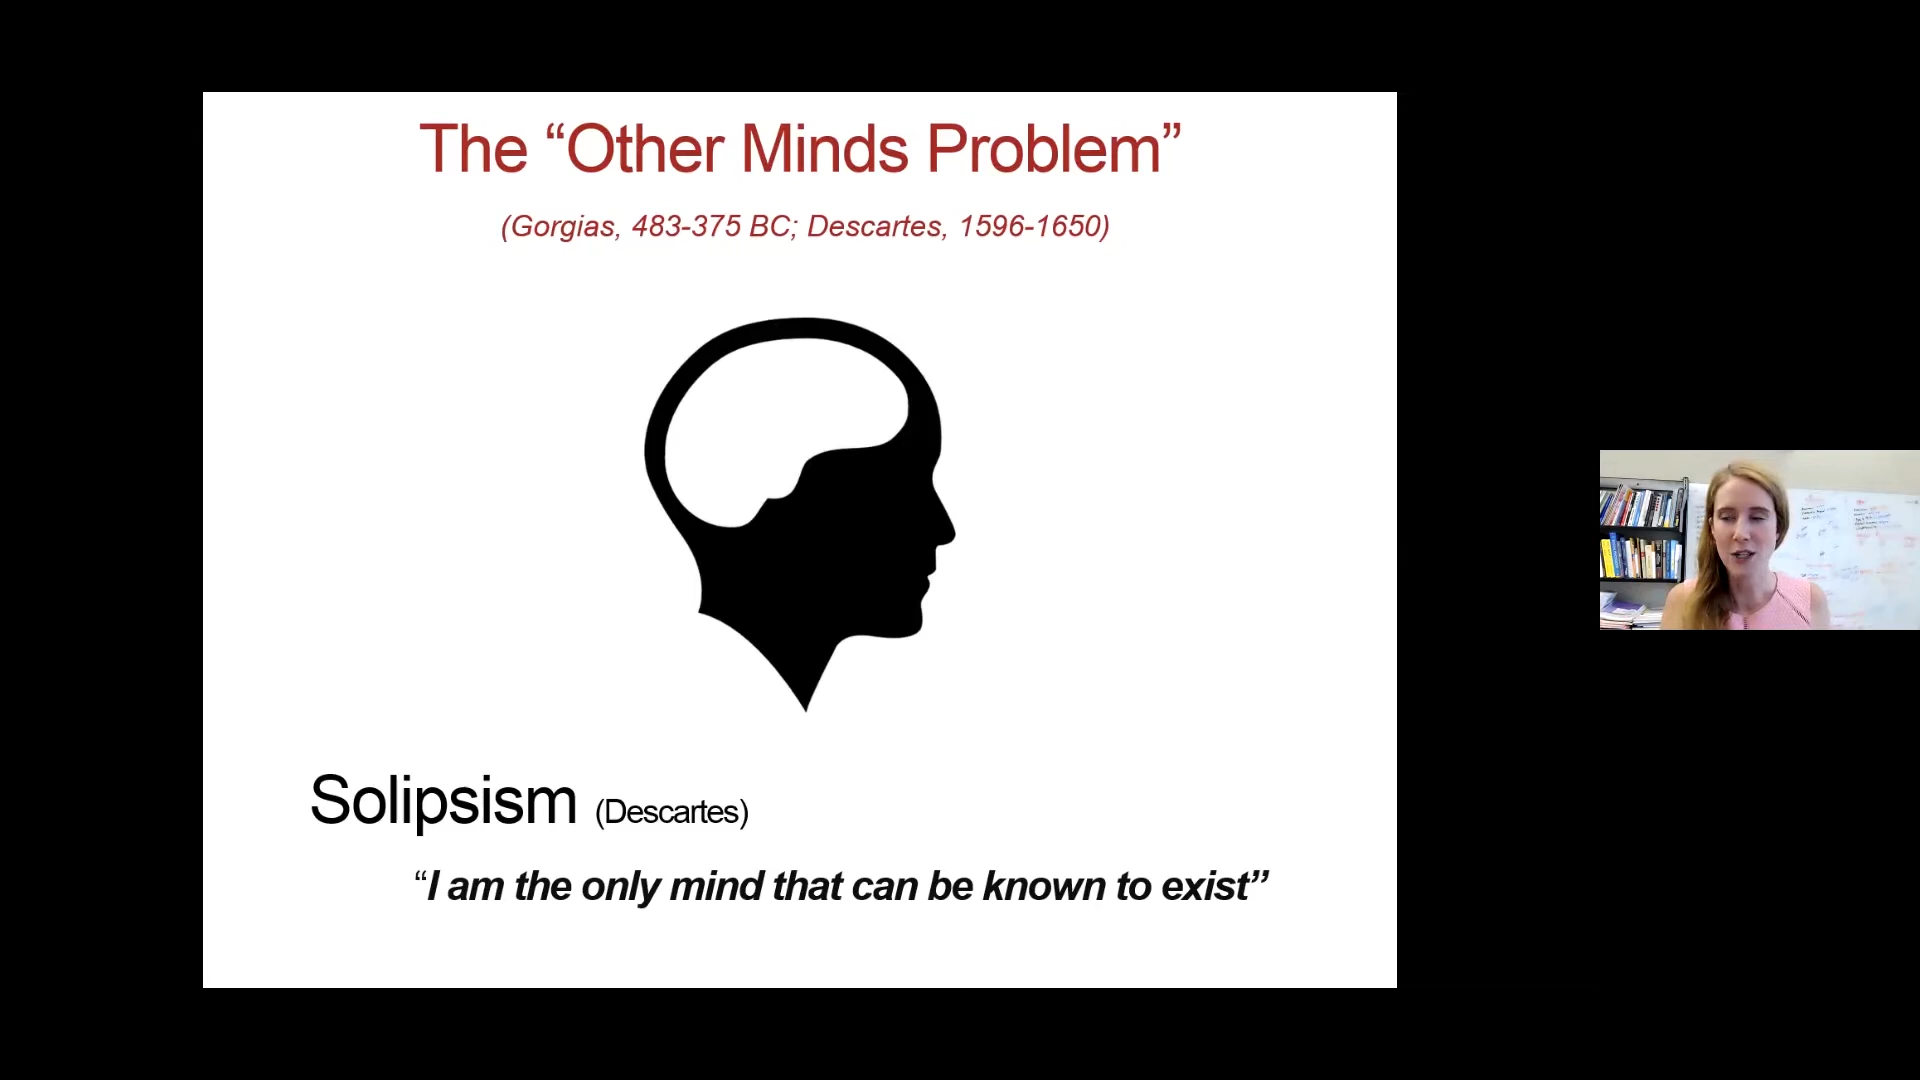 The “Other Minds Problem”
(Gorgias, 483-375 BC; Descartes, 1596-1650)
Solipsism (Descartes)
“I am the only mind that can be known to exist”